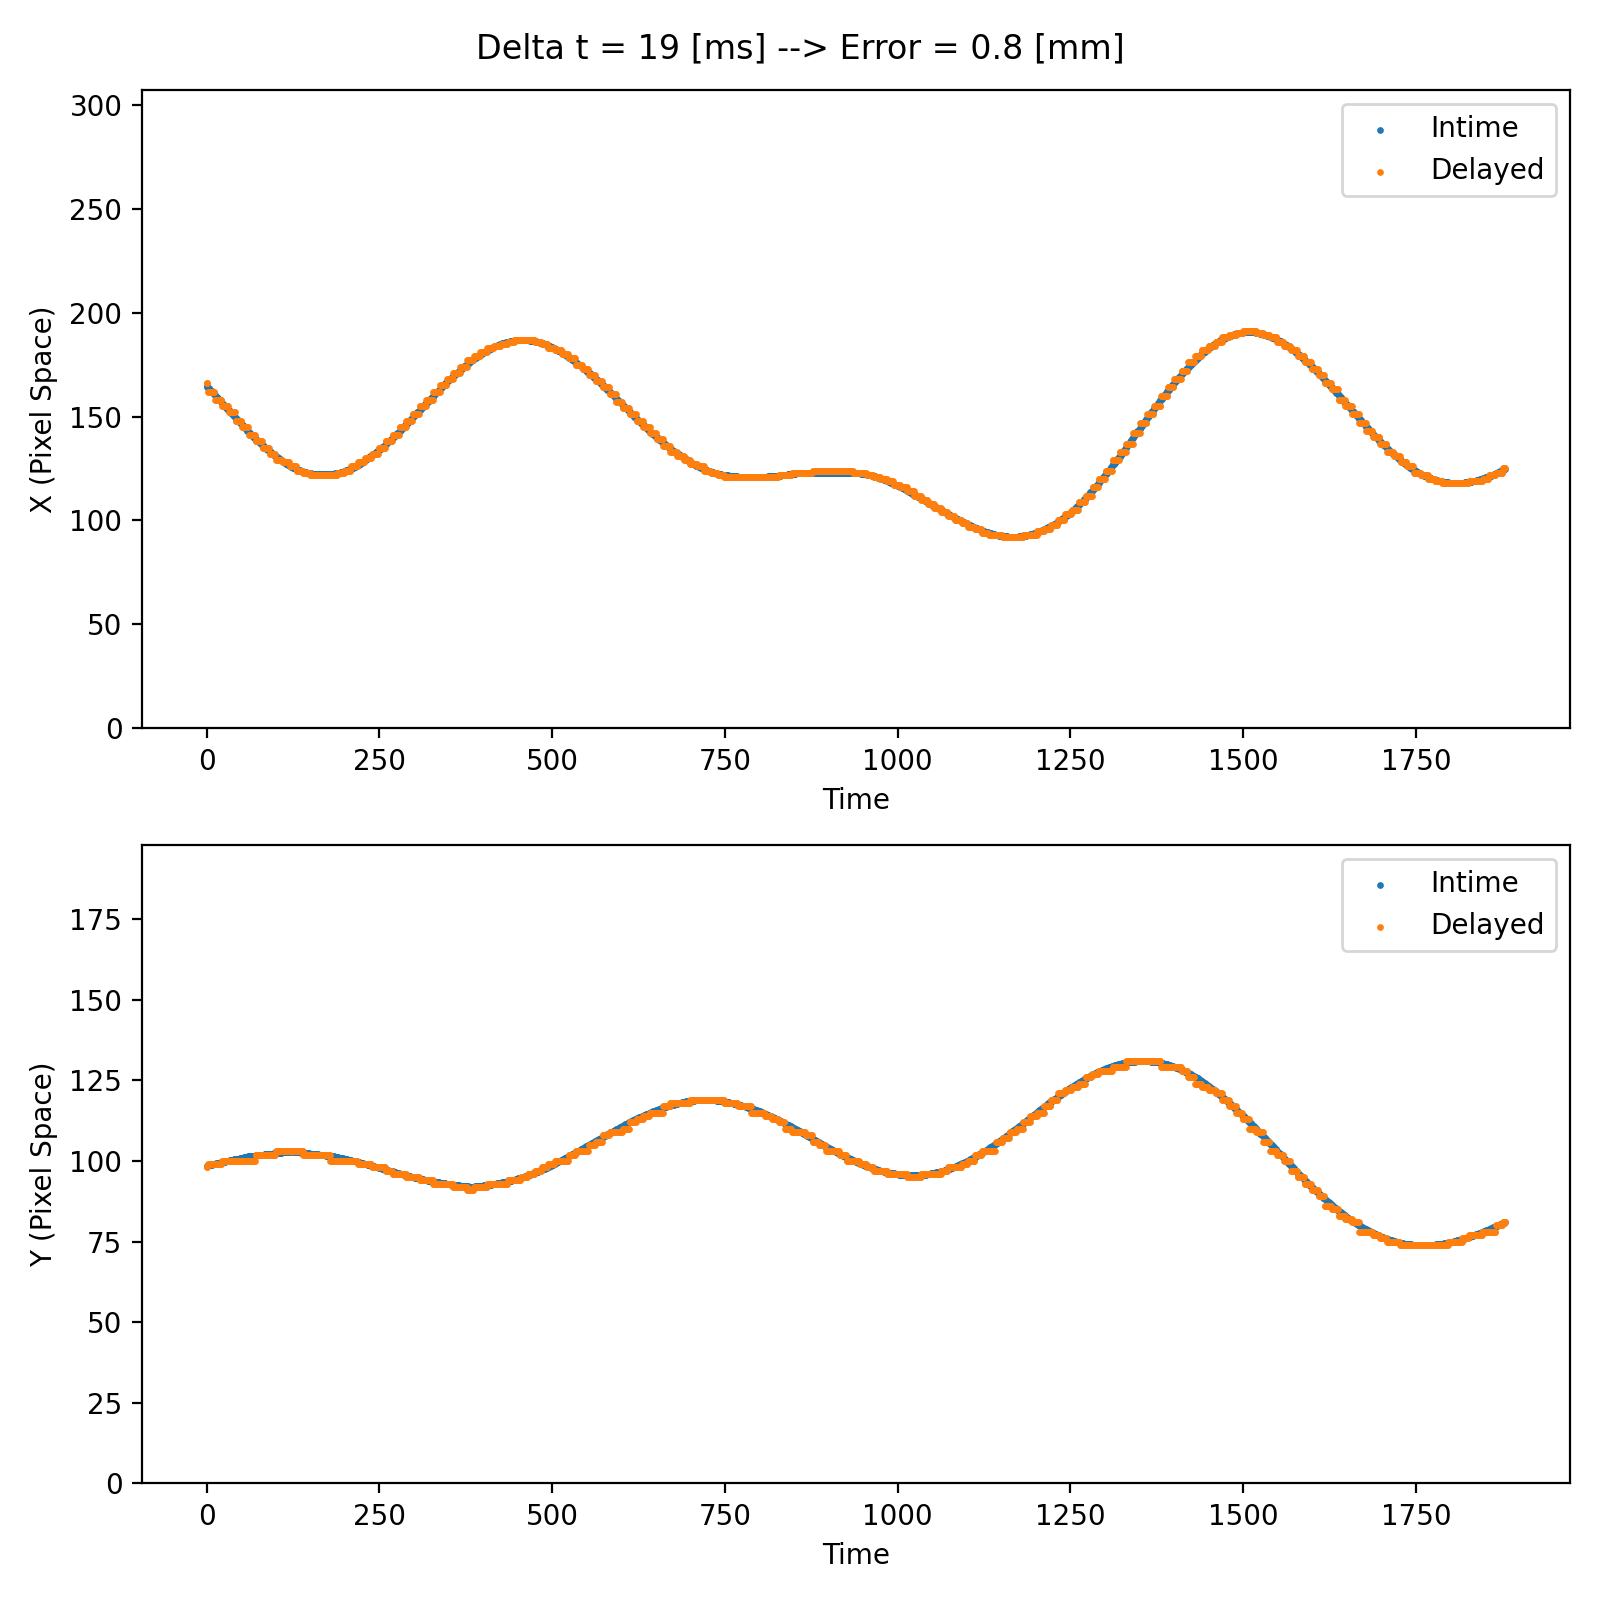 Delta t = 19 [ms] --> Error = 0.8 [mm]
300
250
200
150
100
50
0
X (Pixel Space)
Intime
Delayed
0 250 500 750 1000 1250 1500 1750
Time
175
150
125
100
75
50
25
0
Y (Pixel Space)
Intime
Delayed
0 250 500 750 1000 1250 1500 1750
Time